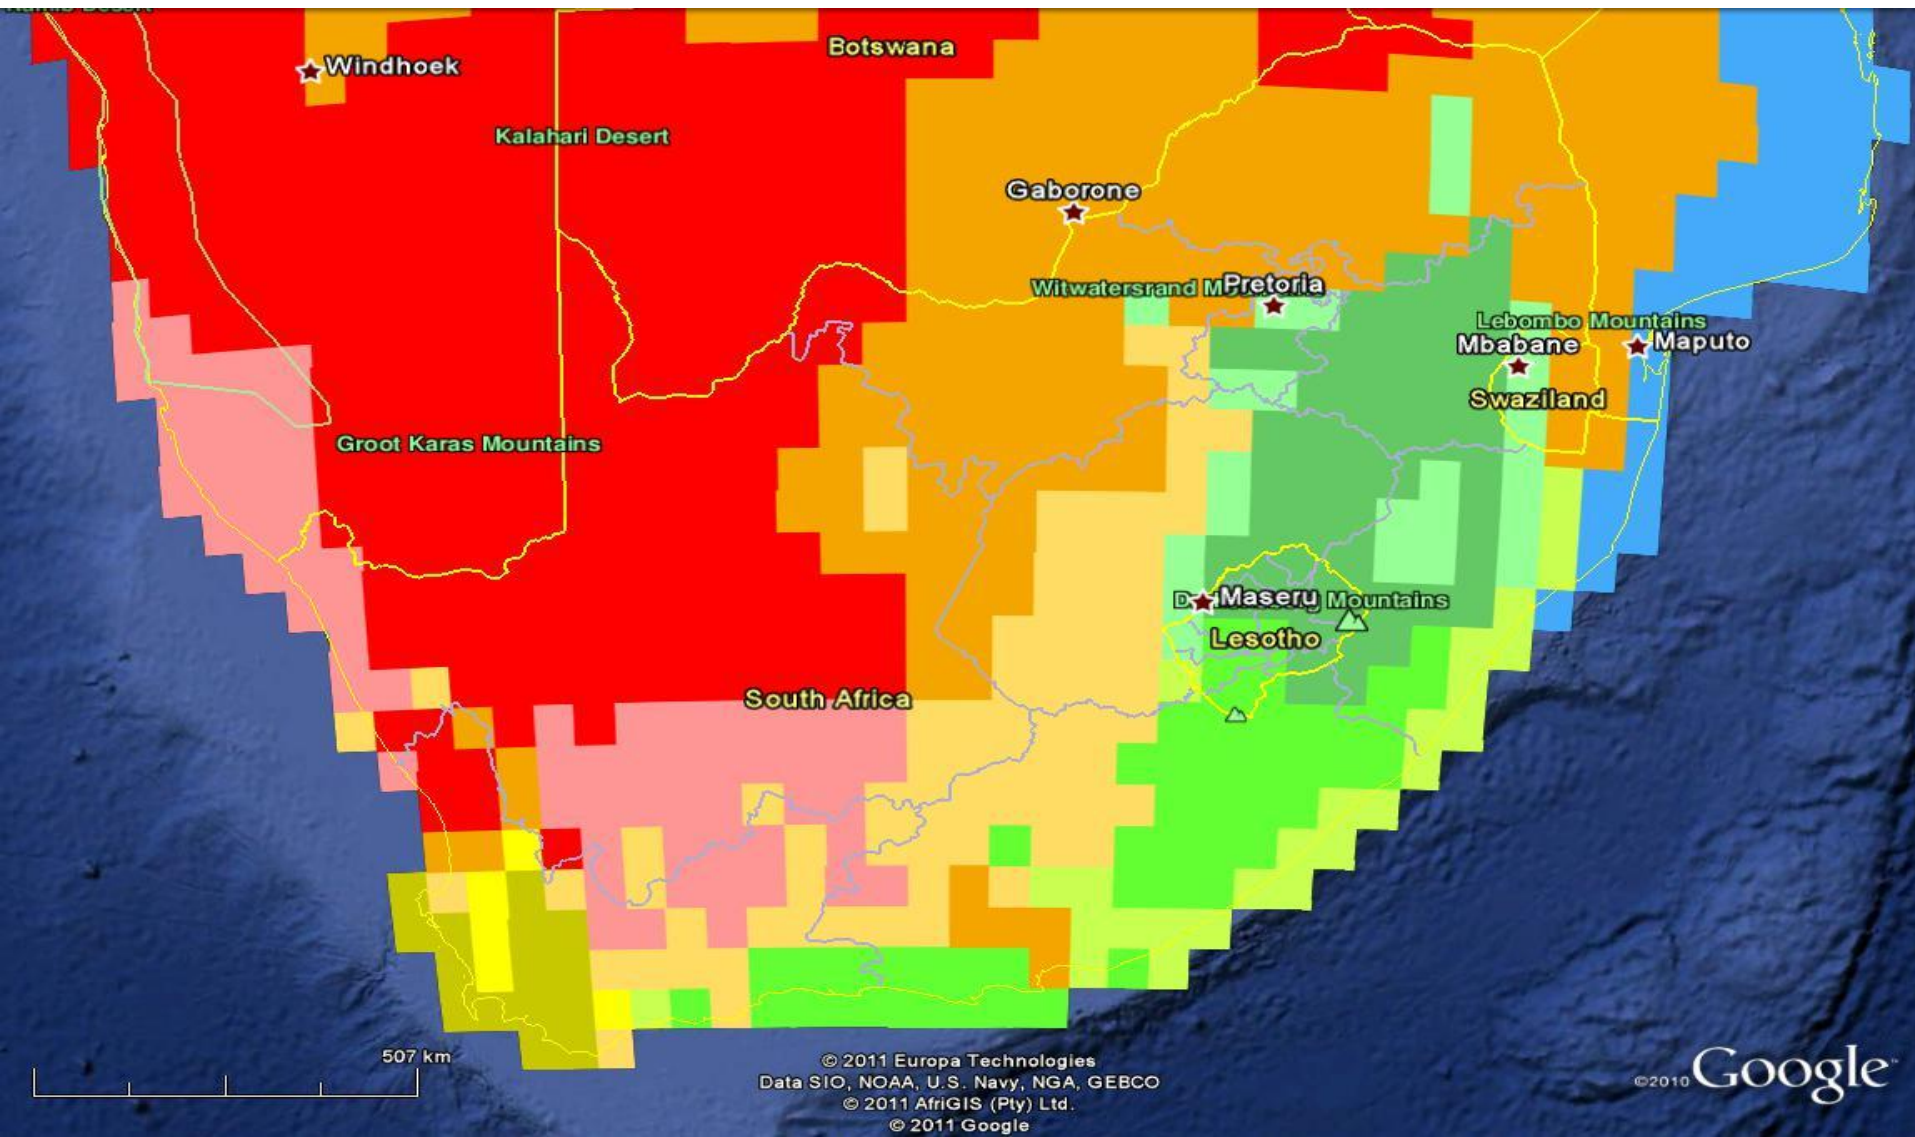 Namib Desert
Botswana
Windhoek
Kalahari Desert
Gaborone
Witwatersrand
Pretoria
Lebombo Mountains
Mbabane
Maputo
Swaziland
Groot Karas Mountains
Maseru
Mountains
Lesotho
South Africa
507 km
© 2011 Europa Technologies
Data SIO, NOAA, U.S. Navy, NGA, GEBCO
© 2011 AfriGIS (Pty) Ltd.
© 2011 Google
©2010 Google